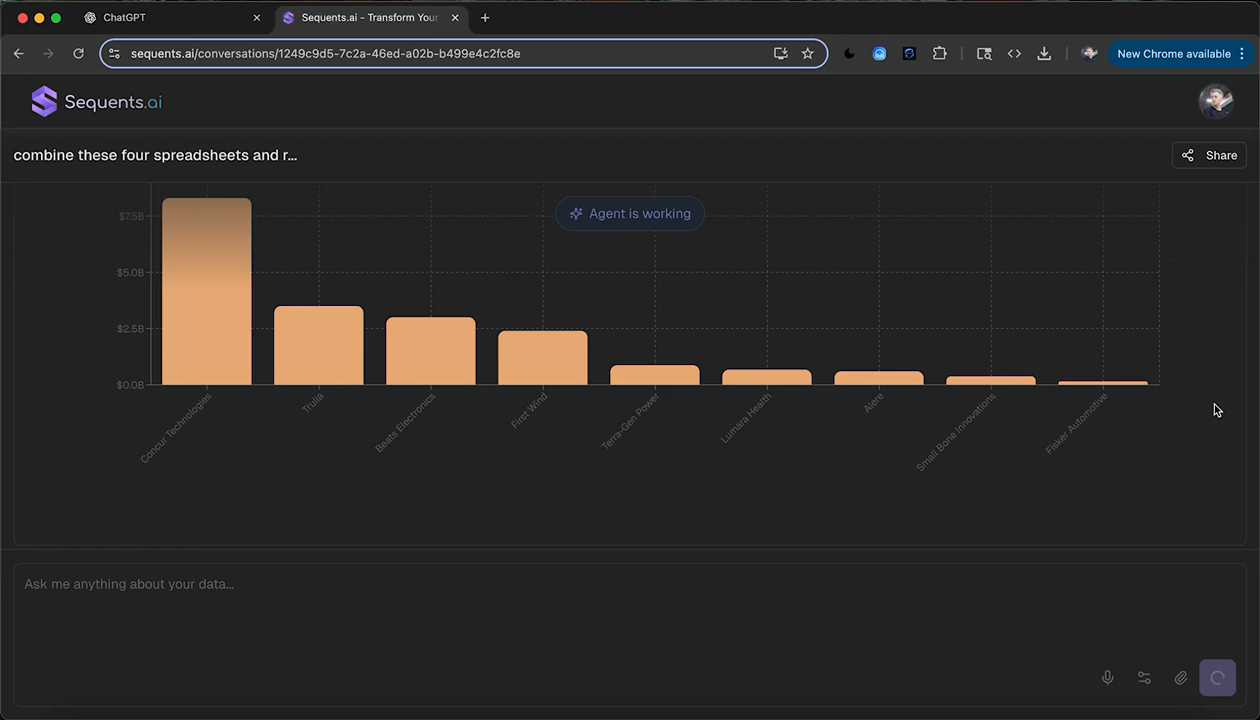 ChatGPT
Sequents.ai - Transform Your
sequents.ai/conversations/1249c9d5-7c2a-46ed-a02b-b499e4c2fc8e
New Chrome available
Sequents.ai
combine these four spreadsheets and r...
Share
Agent is working
$7.5B
$5.0B
$2.5B
$0.0B
Concur Technologies
Trulia
Beats Electronics
First Wind
Terra-Gen Power
Lumara Health
Alere
Small Bone Innovations
Fisker Automotive
Ask me anything about your data...